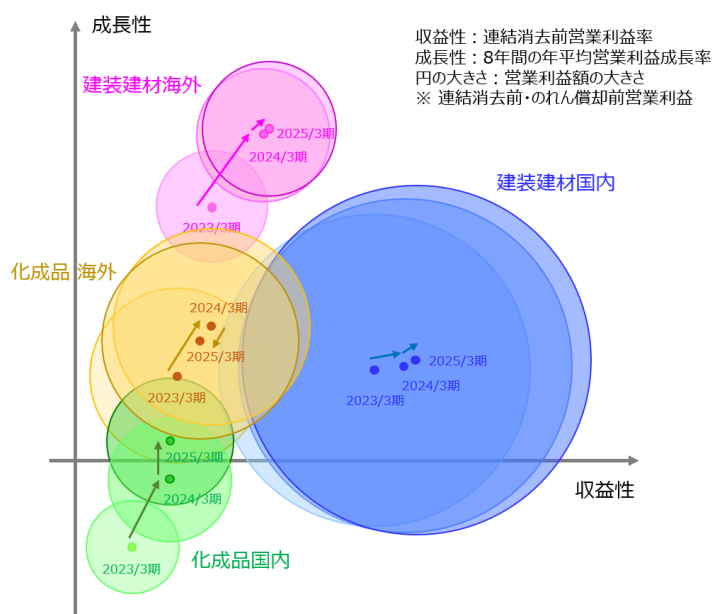 成長性
収益性：連結消去前営業利益率
成長性：8年間の年平均営業利益成長率
円の大きさ：営業利益額の大きさ
※ 連結消去前・のれん償却前営業利益
建装建材海外
2025/3期
2024/3期
2023/3期
建装建材国内
化成品 海外
2024/3期
2025/3期
2023/3期
2025/3期
2024/3期
2023/3期
2025/3期
2024/3期
2023/3期
収益性
化成品国内